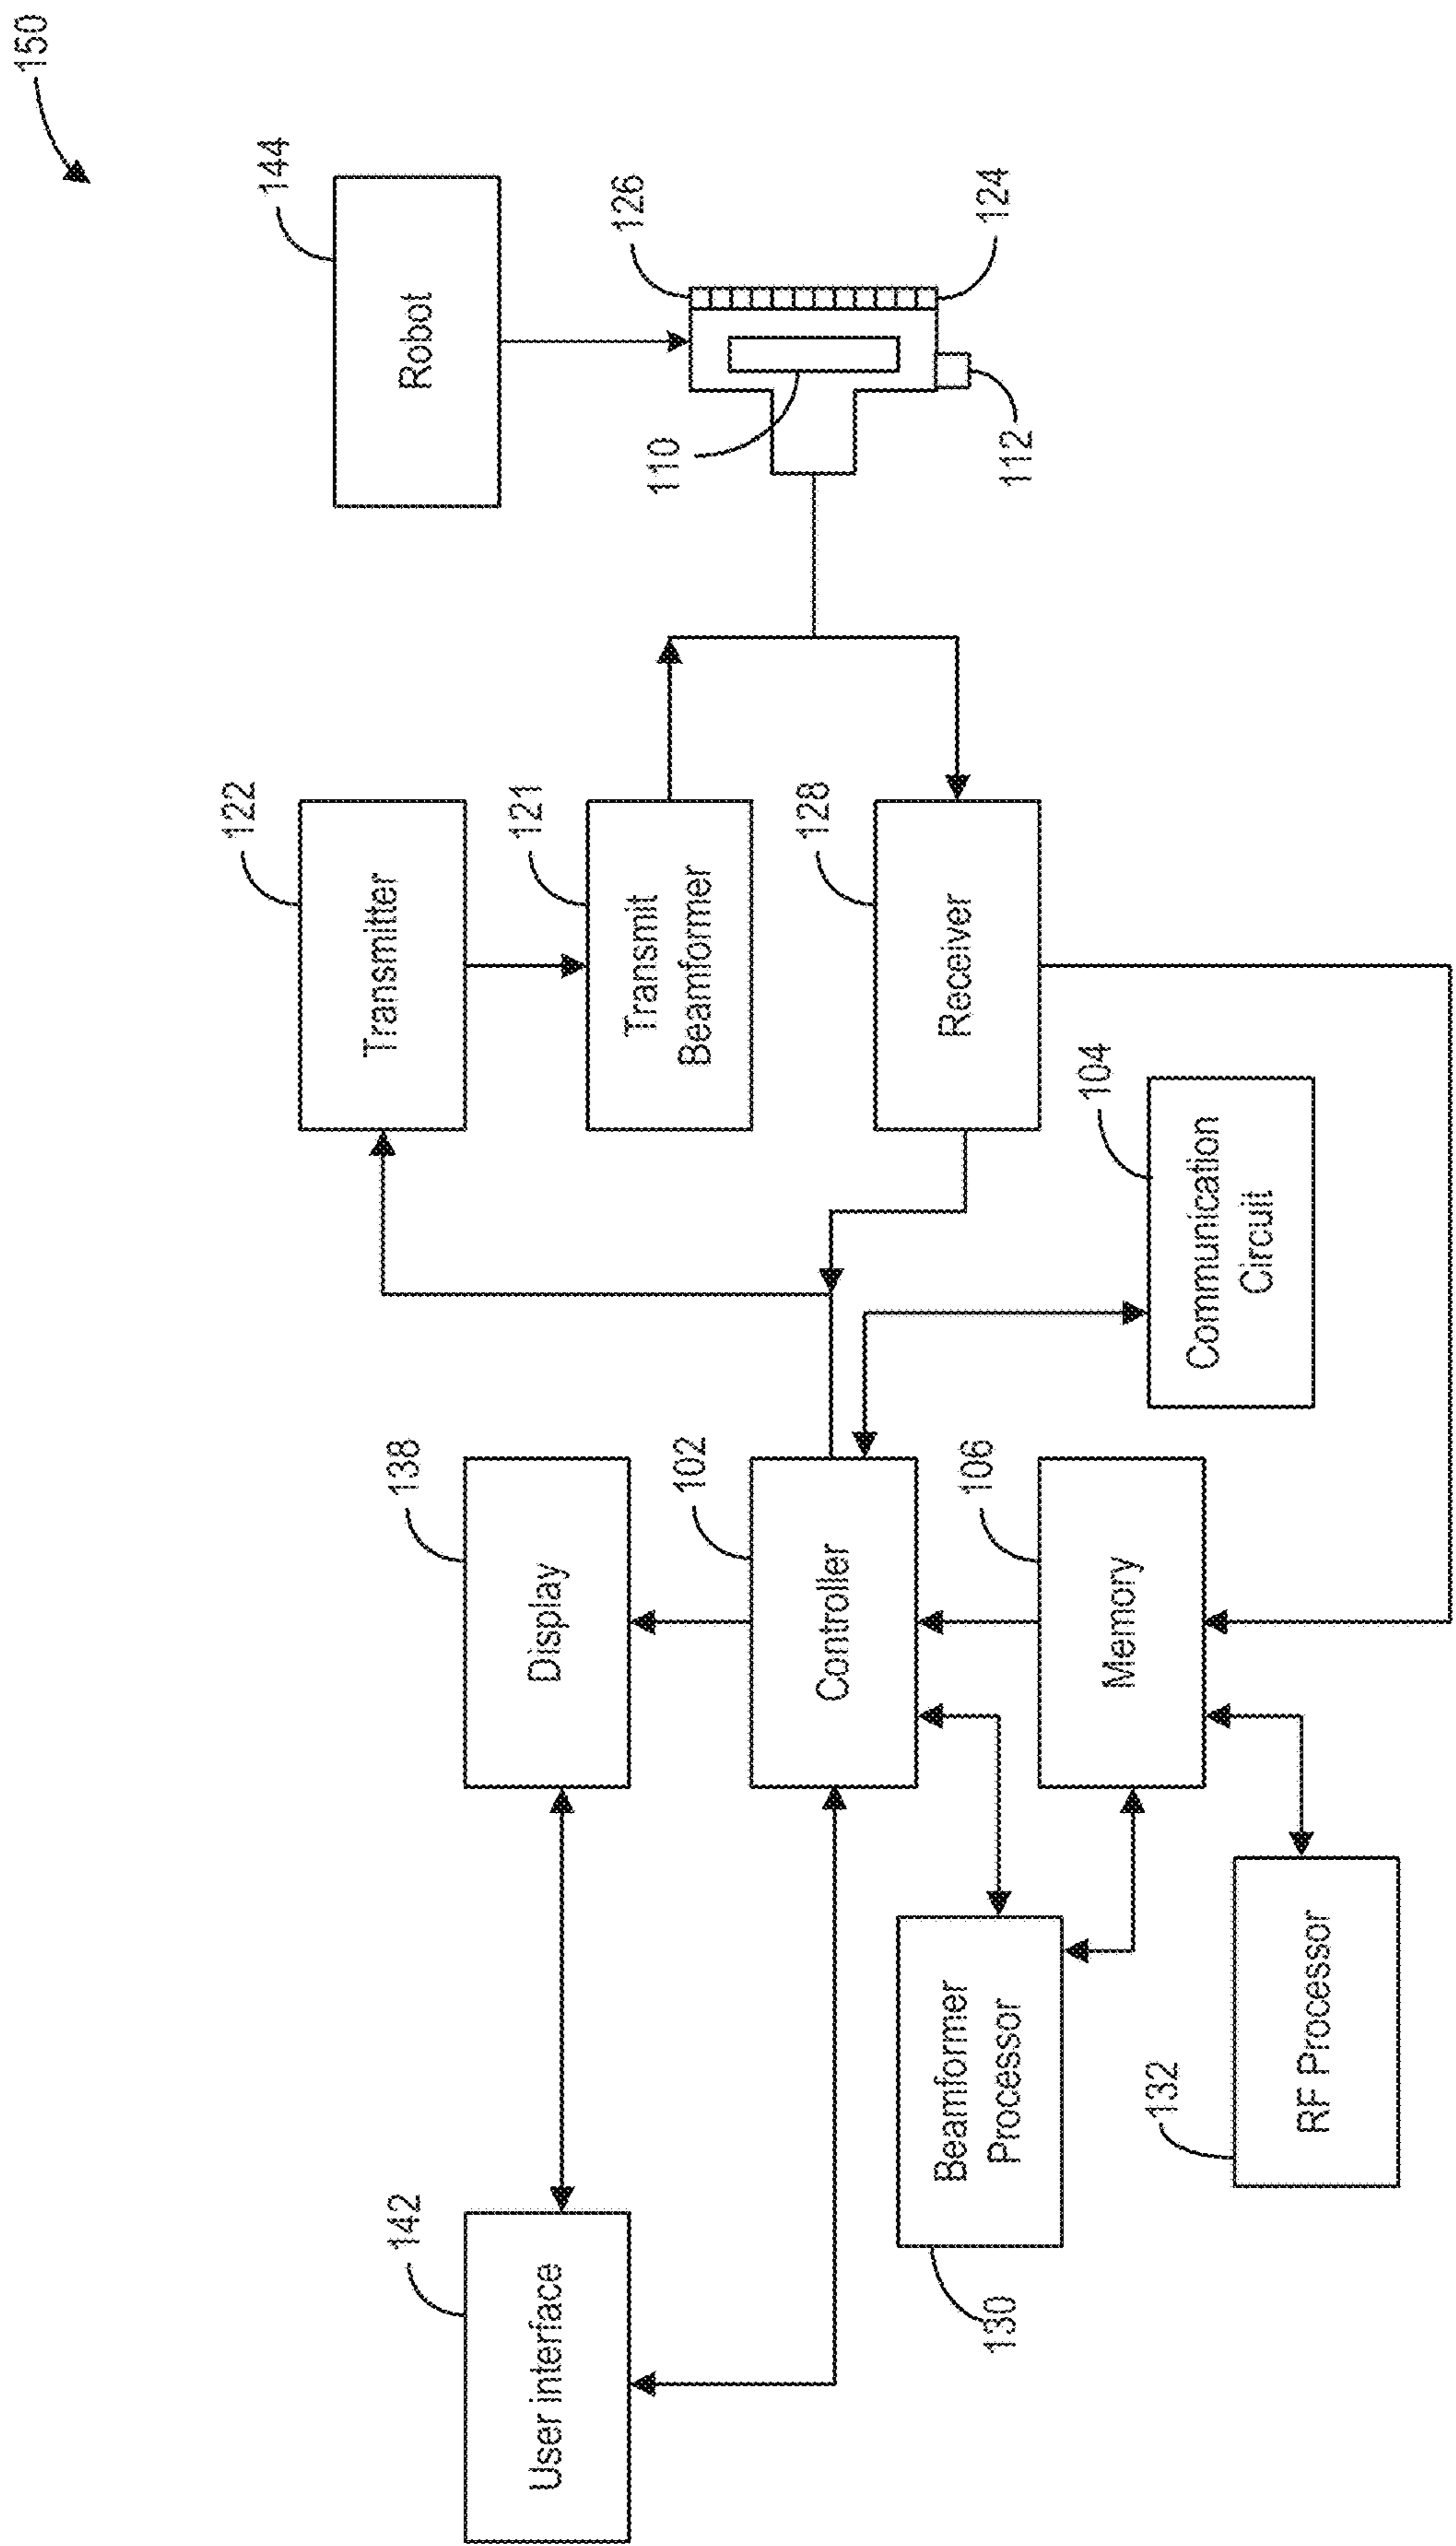 150
144
Robot
126
124
110
112
122
Transmitter
121
Transmit
Beamformer
128
Receiver
104
Communication
Circuit
138
Display
102
Controller
106
Memory
142
User interface
Beamformer
Processor
130
132
RF Processor